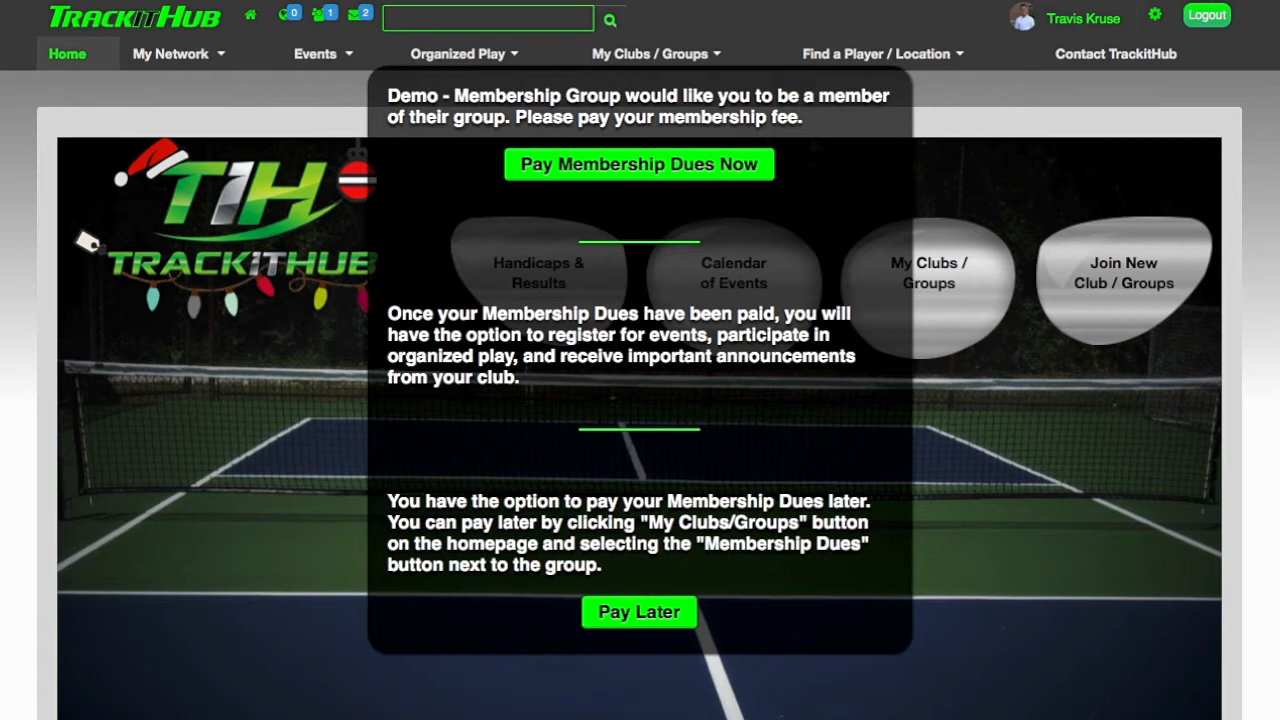 TRACKITHUB
0
1
2
Travis Kruse
Logout
Home
My Network
Events
Organized Play
My Clubs / Groups
Find a Player / Location
Contact TrackitHub
Demo - Membership Group would like you to be a member
of their group. Please pay your membership fee.
Pay Membership Dues Now
TIH
TRACKITHUB
Handicaps &
Results
Calendar
of Events
My Clubs /
Groups
Join New
Club / Groups
Once your Membership Dues have been paid, you will
have the option to register for events, participate in
organized play, and receive important announcements
from your club.
You have the option to pay your Membership Dues later.
You can pay later by clicking "My Clubs/Groups" button
on the homepage and selecting the "Membership Dues"
button next to the group.
Pay Later